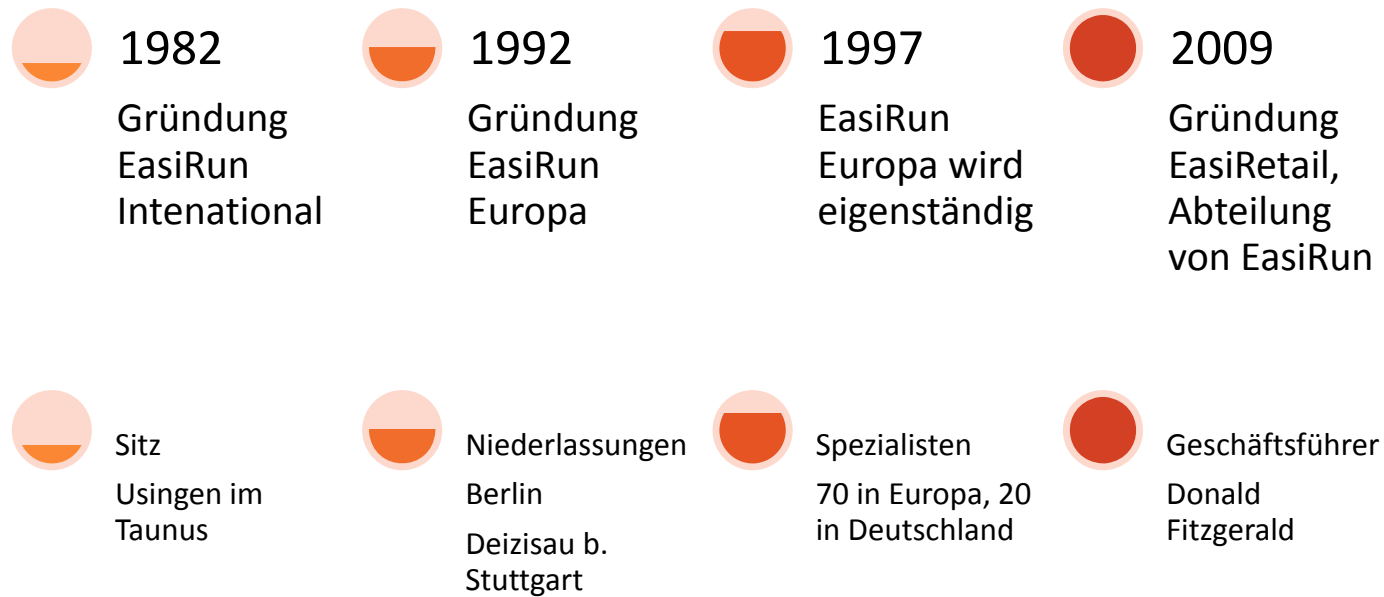 1982
Gründung
EasiRun
Intenational
1992
Gründung
EasiRun
Europa
1997
EasiRun
Europa wird
eigenständig
2009
Gründung
EasiRetail,
Abteilung
von EasiRun
Sitz
Usingen im
Taunus
Niederlassungen
Berlin
Deizisau b.
Stuttgart
Spezialisten
70 in Europa, 20
in Deutschland
Geschäftsführer
Donald
Fitzgerald